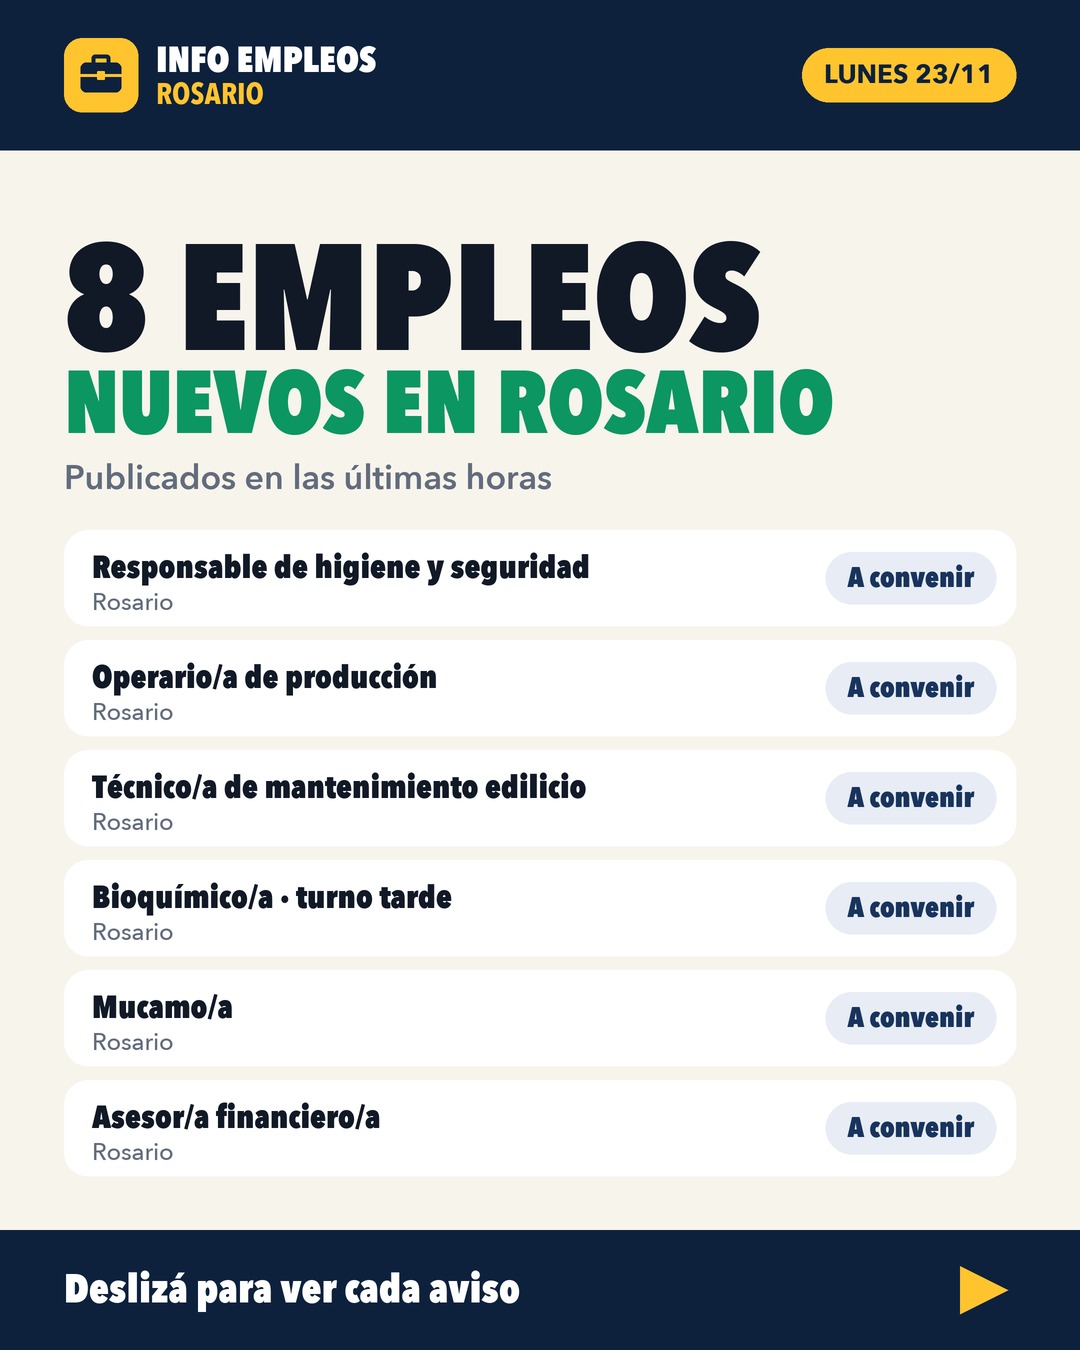 INFO EMPLEOS
ROSARIO
LUNES 23/11
8 EMPLEOS
NUEVOS EN ROSARIO
Publicados en las últimas horas
Responsable de higiene y seguridad
Rosario
A convenir
Operario/a de producción
Rosario
A convenir
Técnico/a de mantenimiento edilicio
Rosario
A convenir
Bioquímico/a · turno tarde
Rosario
A convenir
Mucamo/a
Rosario
A convenir
Asesor/a financiero/a
Rosario
A convenir
Deslizá para ver cada aviso